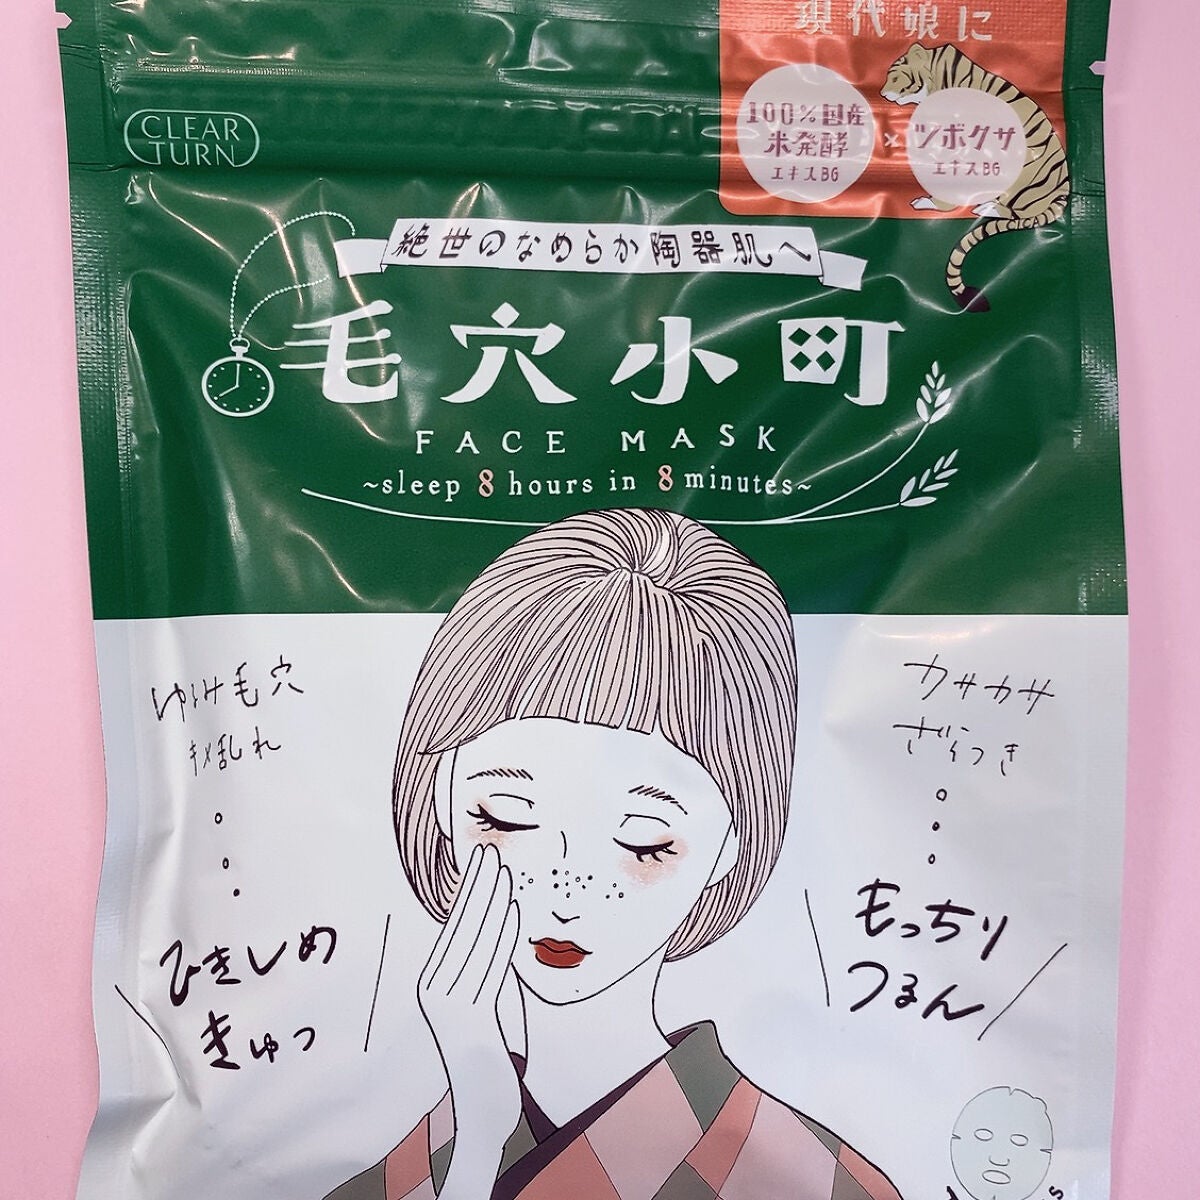 現代娘に
100%国産
米発酵
エキスBG
×
ツボクサ
エキスBG
CICA
CLEAR
TURN
絶世のなめらか陶器肌へ
毛穴小町
FACE MASK
~sleep 8 hours in 8 minutes~
ゆるみ毛穴
キメ乱れ
ひきしめ
きゅっ
カサカサ
ざらつき
もっちり
つるん